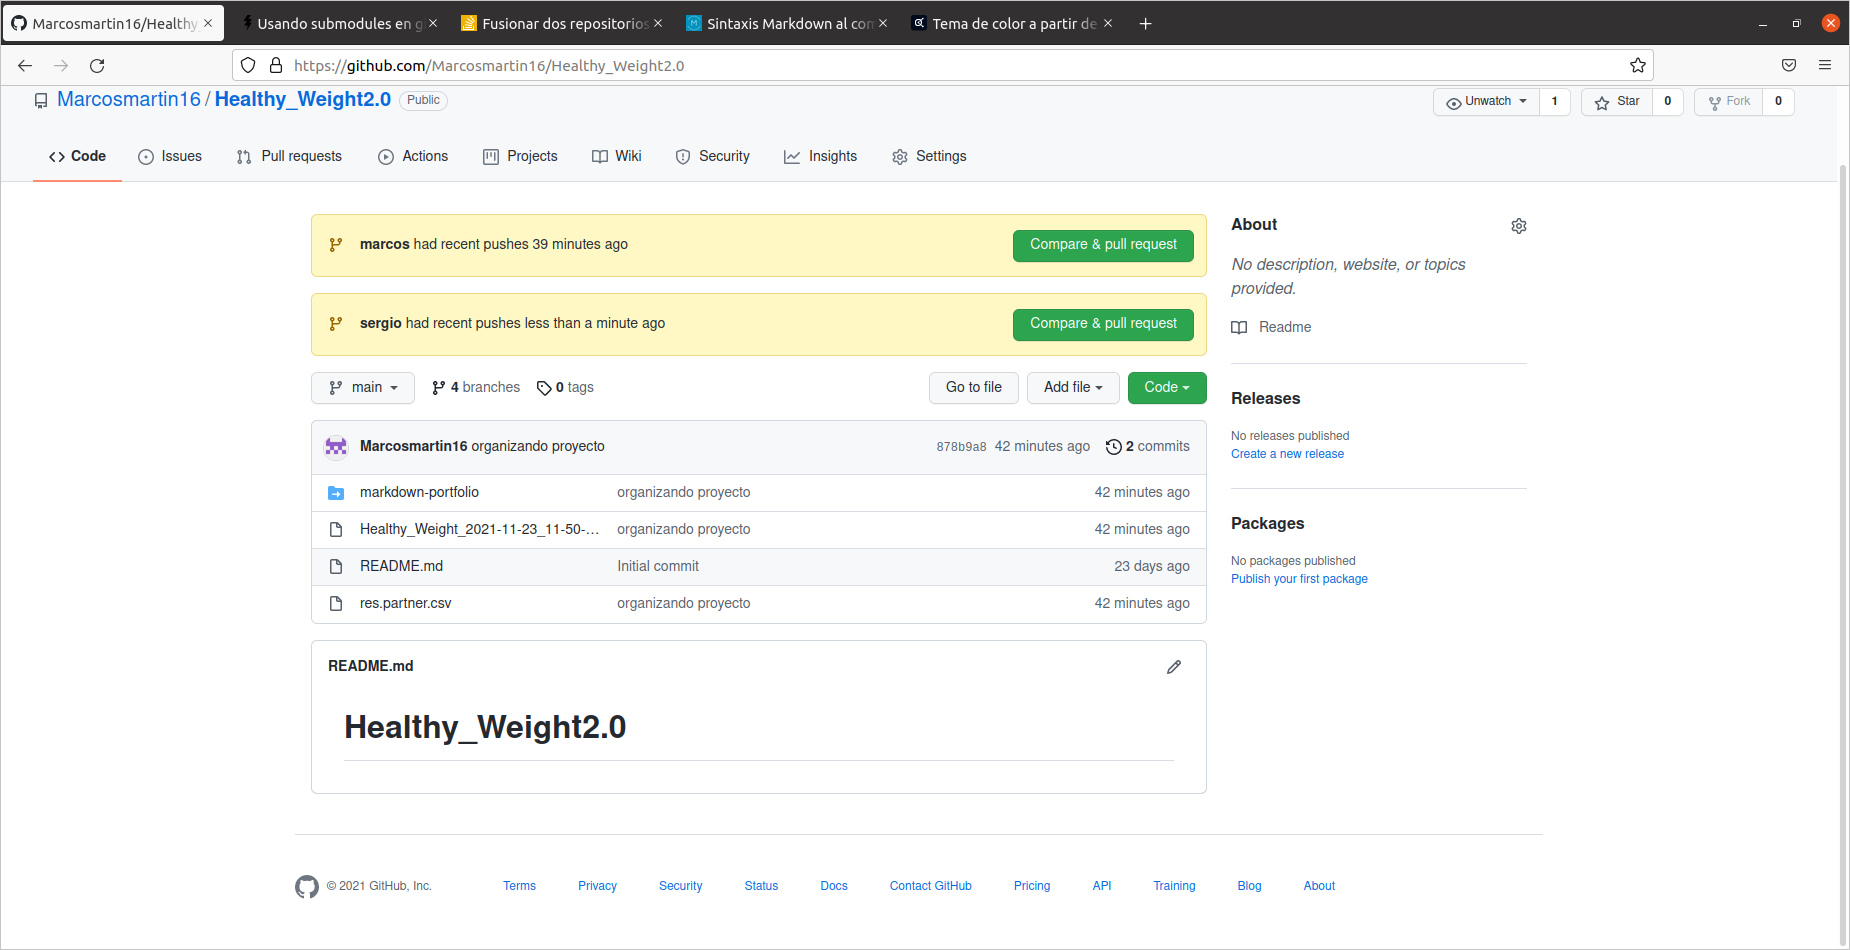 Marcosmartin16/Healthy_
Usando submodules en g
Fusionar dos repositorios
Sintaxis Markdown al com
Tema de color a partir de
https://github.com/Marcosmartin16/Healthy_Weight2.0
Marcosmartin16 / Healthy_Weight2.0 Public
Unwatch 1 Star 0 Fork 0
Code Issues Pull requests Actions Projects Wiki Security Insights Settings
marcos had recent pushes 39 minutes ago Compare & pull request
sergio had recent pushes less than a minute ago Compare & pull request
main 4 branches 0 tags Go to file Add file Code
Marcosmartin16 organizando proyecto 878b9a8 42 minutes ago 2 commits
markdown-portfolio organizando proyecto 42 minutes ago
Healthy_Weight_2021-11-23_11-50-... organizando proyecto 42 minutes ago
README.md Initial commit 23 days ago
res.partner.csv organizando proyecto 42 minutes ago
README.md
Healthy_Weight2.0
About
No description, website, or topics
provided.
Readme
Releases
No releases published
Create a new release
Packages
No packages published
Publish your first package
© 2021 GitHub, Inc. Terms Privacy Security Status Docs Contact GitHub Pricing API Training Blog About